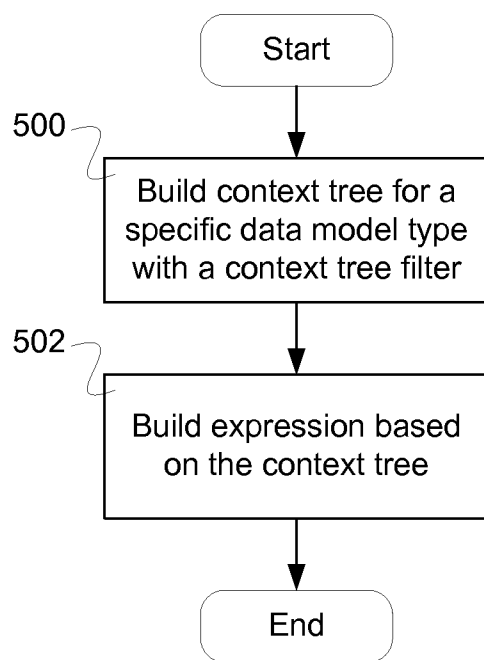 Start
500
Build context tree for a
specific data model type
with a context tree filter
502
Build expression based
on the context tree
End